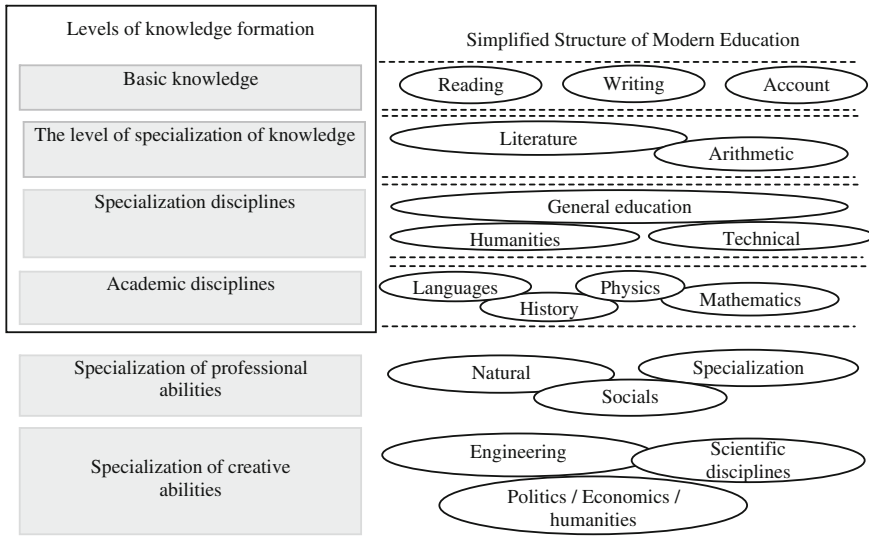 Levels of knowledge formation
Simplified Structure of Modern Education
Basic knowledge
Reading
Writing
Account
The level of specialization of knowledge
Literature
Arithmetic
Specialization disciplines
General education
Humanities
Technical
Academic disciplines
Languages
History
Physics
Mathematics
Specialization of professional
abilities
Natural
Socials
Specialization
Specialization of creative
abilities
Engineering
Scientific
disciplines
Politics / Economics /
humanities